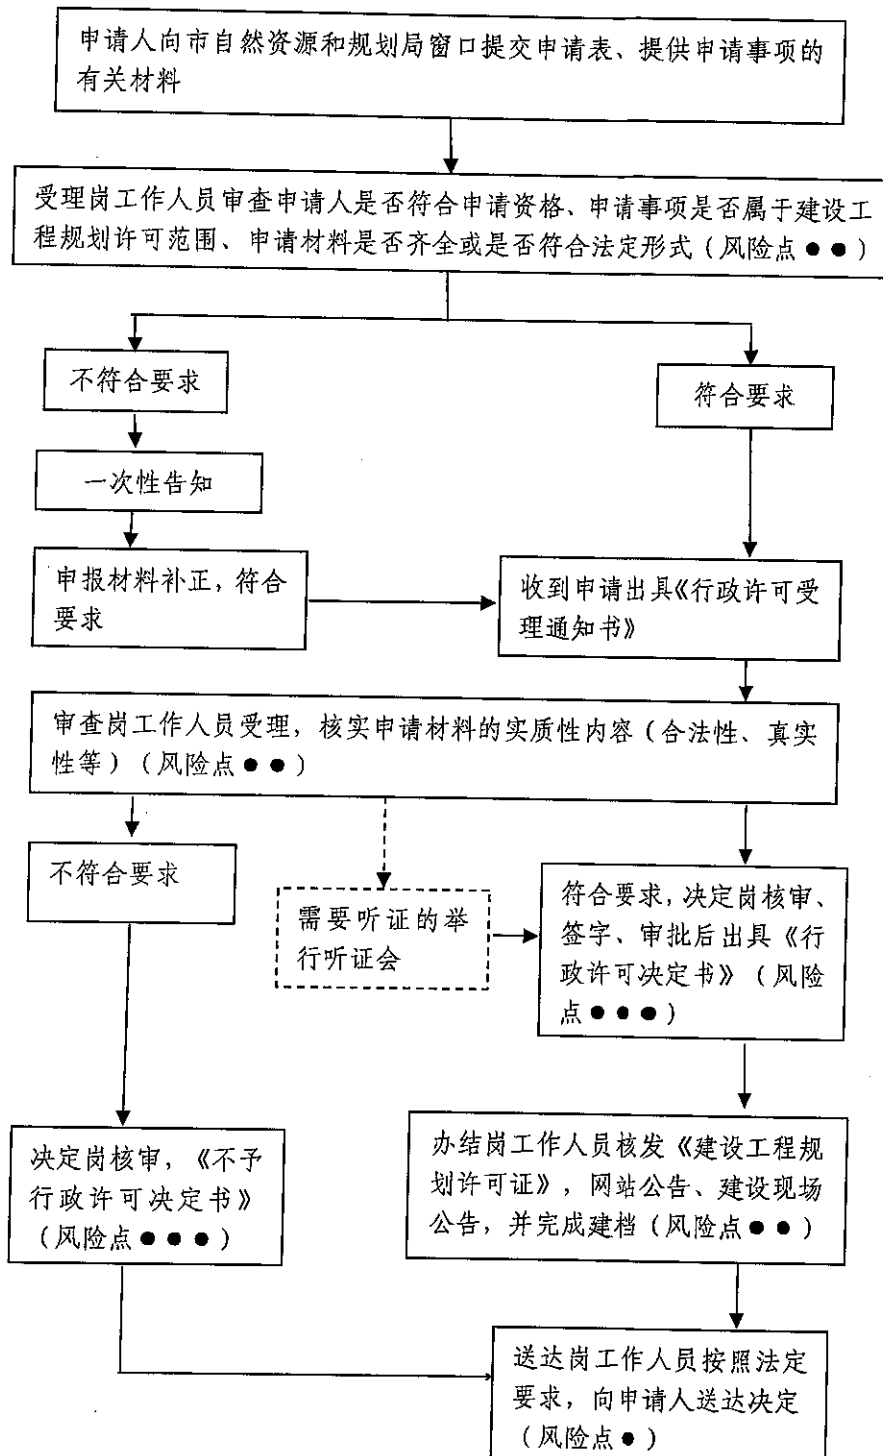 申请人向市自然资源和规划局窗口提交申请表、提供申请事项的
有关材料
受理岗工作人员审查申请人是否符合申请资格、申请事项是否属于建设工
程规划许可范围、申请材料是否齐全或是否符合法定形式（风险点●●）
不符合要求
符合要求
一次性告知
申报材料补正，符合
要求
收到申请出具《行政许可受
理通知书》
审查岗工作人员受理，核实申请材料的实质性内容（合法性、真实
性等）（风险点●●）
不符合要求
需要听证的举
行听证会
符合要求，决定岗核审、
签字、审批后出具《行
政许可决定书》（风险
点●●●）
决定岗核审，《不予
行政许可决定书》
（风险点●●●）
办结岗工作人员核发《建设工程规
划许可证》，网站公告、建设现场
公告，并完成建档（风险点●●）
送达岗工作人员按照法定
要求，向申请人送达决定
（风险点●）